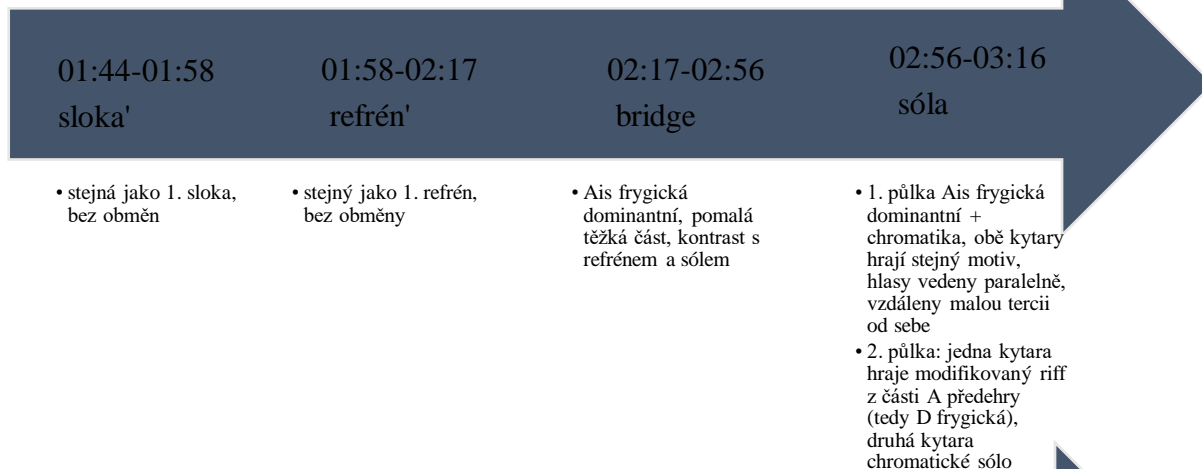 01:44-01:58
sloka'
01:58-02:17
refrén'
02:17-02:56
bridge
02:56-03:16
sóla
• stejná jako 1. sloka,
bez obměn
• stejný jako 1. refrén,
bez obměny
• Ais frygická
dominantní, pomalá
těžká část, kontrast s
refrénem a sólem
• 1. půlka Ais frygická
dominantní +
chromatika, obě kytary
hrají stejný motiv,
hlasy vedeny paralelně,
vzdáleny malou tercii
od sebe
• 2. půlka: jedna kytara
hraje modifikovaný riff
z části A předehry
(tedy D frygická),
druhá kytara
chromatické sólo